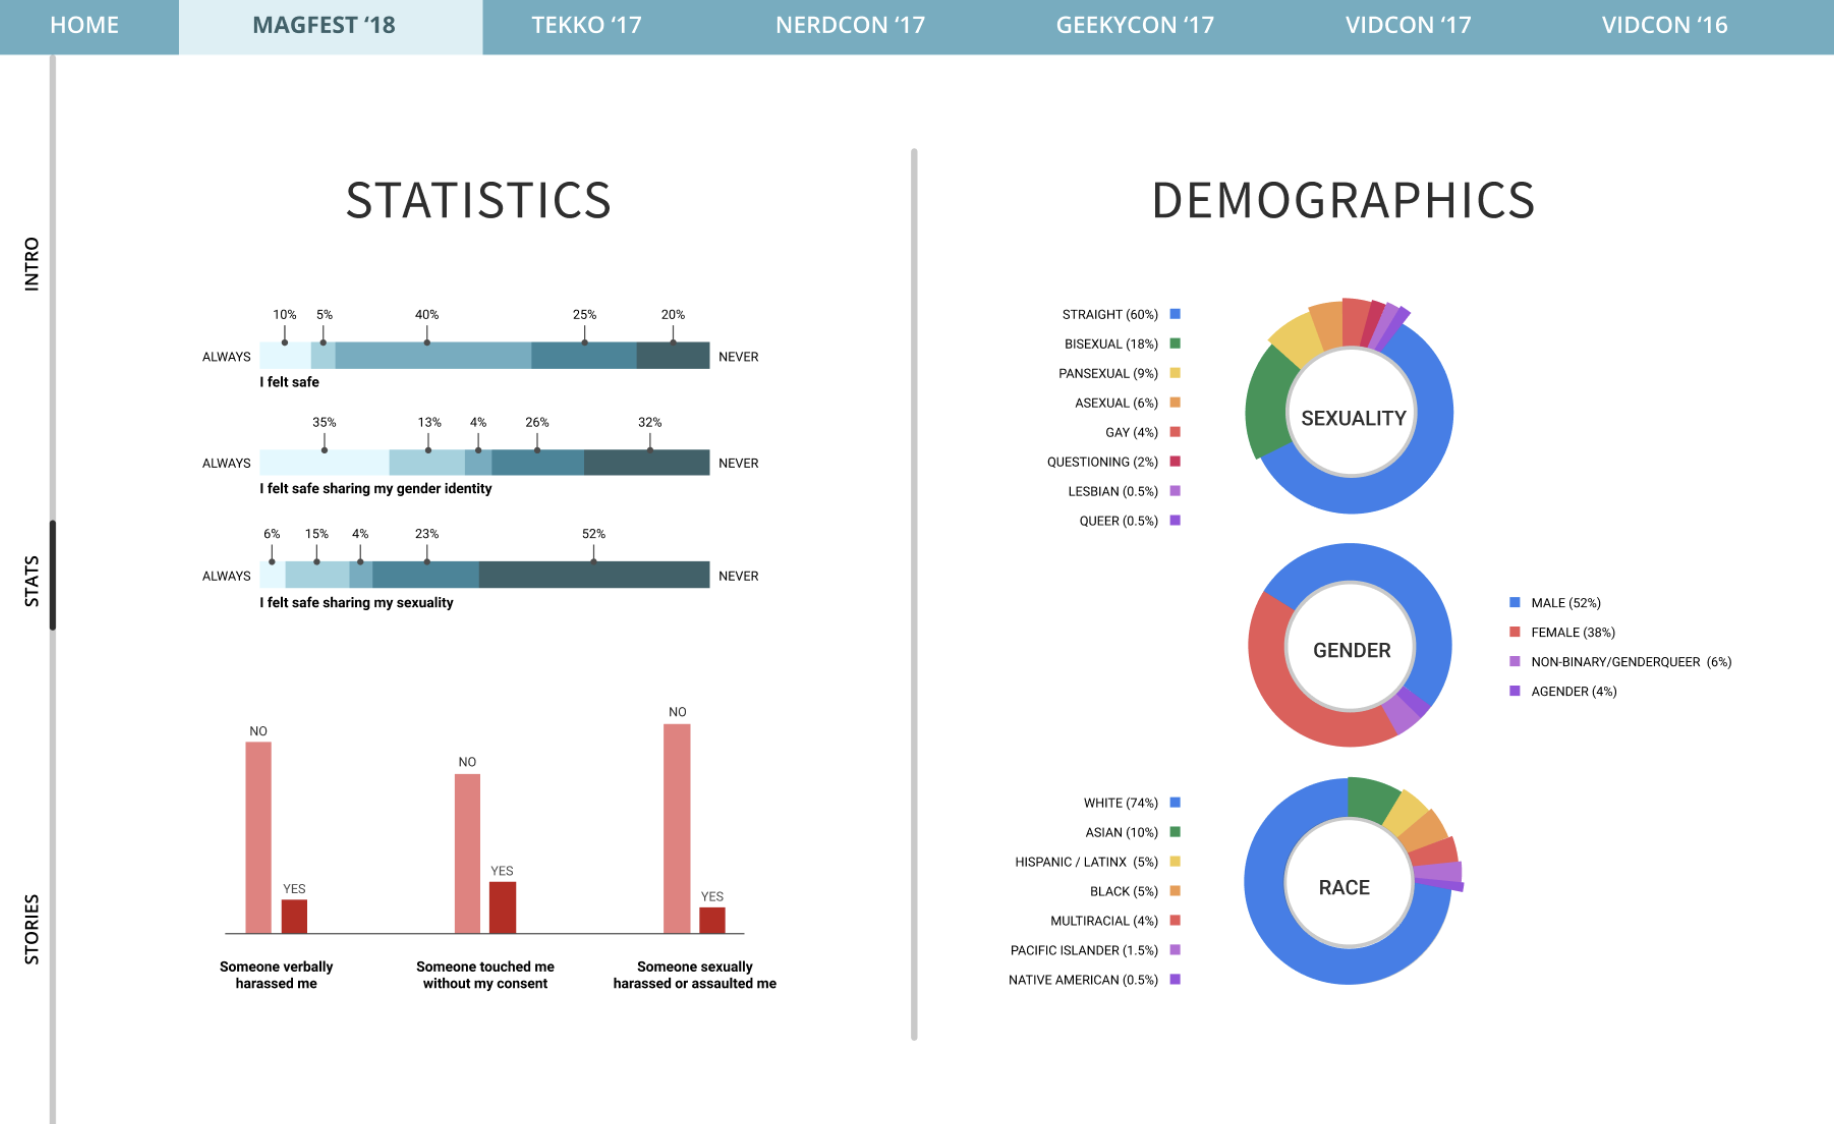 HOME
MAGFEST ‘18
TEKKO ‘17
NERDCON ‘17
GEEKYCON ‘17
VIDCON ‘17
VIDCON ‘16
INTRO
STATS
STORIES
STATISTICS
10% 5% 40% 25% 20%
ALWAYS NEVER
I felt safe
35% 13% 4% 26% 32%
ALWAYS NEVER
I felt safe sharing my gender identity
6% 15% 4% 23% 52%
ALWAYS NEVER
I felt safe sharing my sexuality
NO
YES
Someone verbally
harassed me
NO
YES
Someone touched me
without my consent
NO
YES
Someone sexually
harassed or assaulted me
DEMOGRAPHICS
STRAIGHT (60%)
BISEXUAL (18%)
PANSEXUAL (9%)
ASEXUAL (6%)
GAY (4%)
QUESTIONING (2%)
LESBIAN (0.5%)
QUEER (0.5%)
SEXUALITY
GENDER
MALE (52%)
FEMALE (38%)
NON-BINARY/GENDERQUEER (6%)
AGENDER (4%)
WHITE (74%)
ASIAN (10%)
HISPANIC / LATINX (5%)
BLACK (5%)
MULTIRACIAL (4%)
PACIFIC ISLANDER (1.5%)
NATIVE AMERICAN (0.5%)
RACE